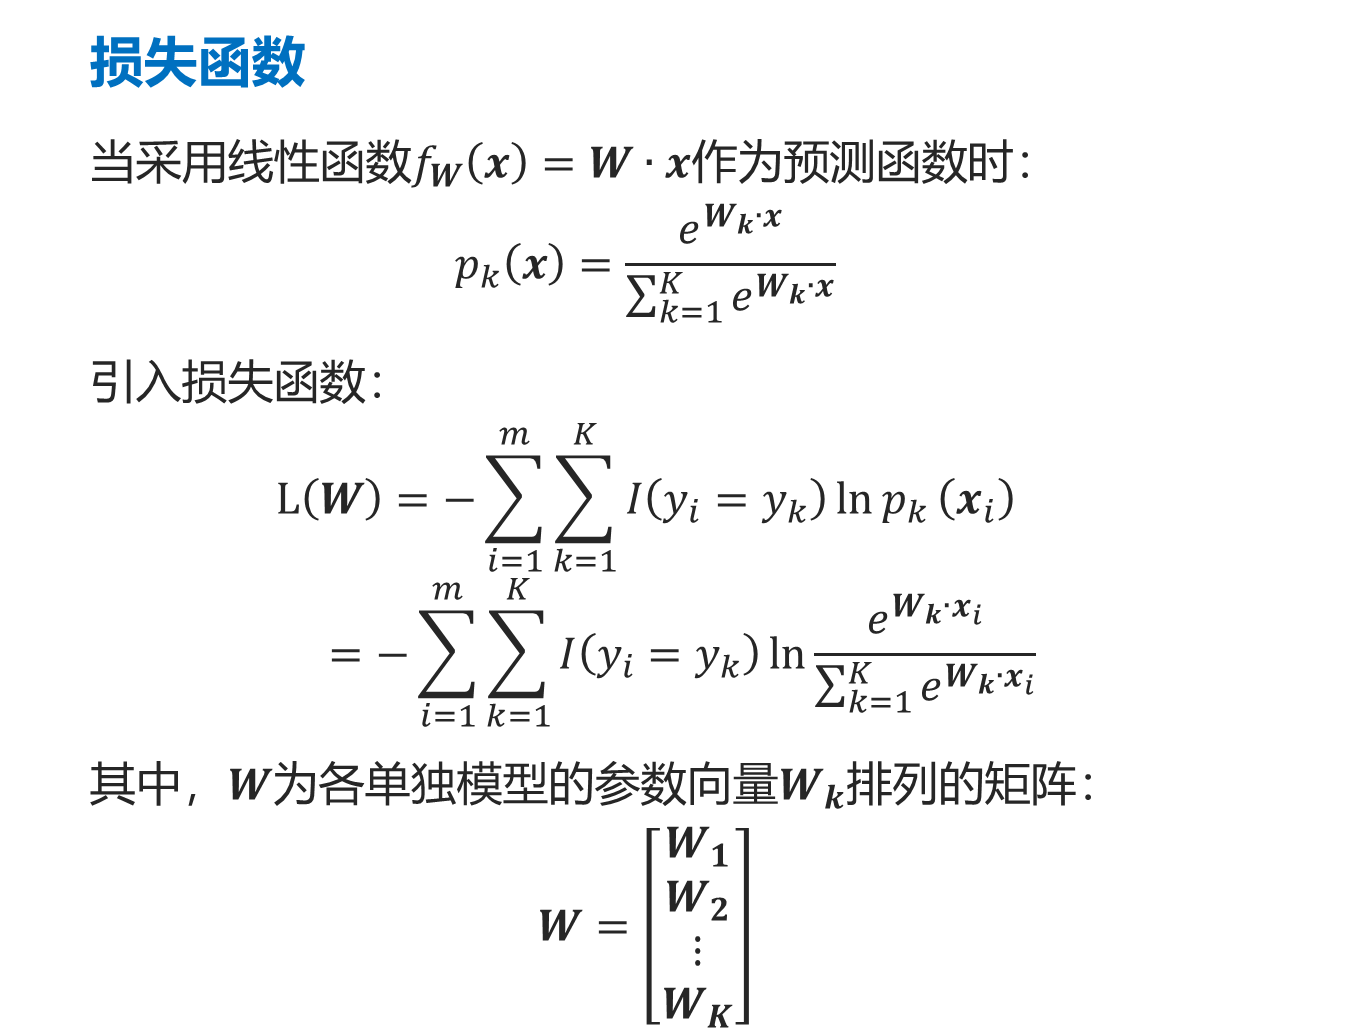 损失函数
当采用线性函数f_W(x) = W · x作为预测函数时：
p_k(x) = e^{W_k·x} / ∑_{k=1}^{K} e^{W_k·x}
引入损失函数：
L(W) = − ∑_{i=1}^{m} ∑_{k=1}^{K} I(y_i = y_k) ln p_k (x_i)
= − ∑_{i=1}^{m} ∑_{k=1}^{K} I(y_i = y_k) ln e^{W_k·x_i} / ∑_{k=1}^{K} e^{W_k·x_i}
其中，W为各单独模型的参数向量W_k排列的矩阵：
W = [W_1 W_2 ⋮ W_K]